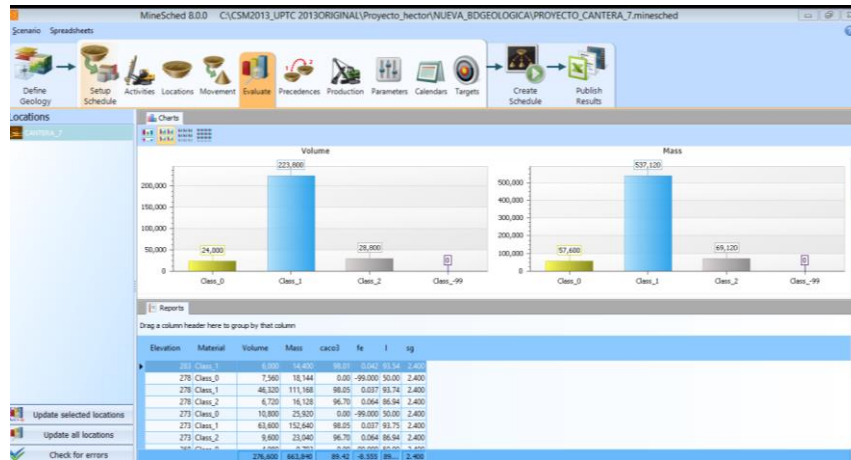 MineSched 8.0.0 C:\CSM2013_UPTC 2013ORIGINAL\Proyecto_hector\NUEVA_BDGEOLOGICA\PROYECTO_CANTERA_7.minesched
Scenario Spreadsheets
Define Geology
Setup Schedule
Activities
Locations
Movement
Evaluate
Precedences
Production
Parameters
Calendars
Targets
Create Schedule
Publish Results
ocations
CANTERA_7
Charts
Volume
223,800
200,000
150,000
100,000
50,000
0
24,000
28,800
0
Class_0 Class_1 Class_2 Class_-99
Mass
537,120
500,000
400,000
300,000
200,000
100,000
0
57,600
69,120
0
Class_0 Class_1 Class_2 Class_-99
Reports
Drag a column header here to group by that column
Elevation Material Volume Mass caco3 fe l sg
283 Class_1 6,000 14,400 98.01 0.042 93.54 2.400
278 Class_0 7,560 18,144 0.00 -99.000 50.00 2.400
278 Class_1 46,320 111,168 98.05 0.037 93.74 2.400
278 Class_2 6,720 16,128 96.70 0.064 86.94 2.400
273 Class_0 10,800 25,920 0.00 -99.000 50.00 2.400
273 Class_1 63,600 152,640 98.05 0.037 93.75 2.400
273 Class_2 9,600 23,040 96.70 0.064 86.94 2.400
276,600 663,840 89.42 -8.555 89... 2.400
Update selected locations
Update all locations
Check for errors